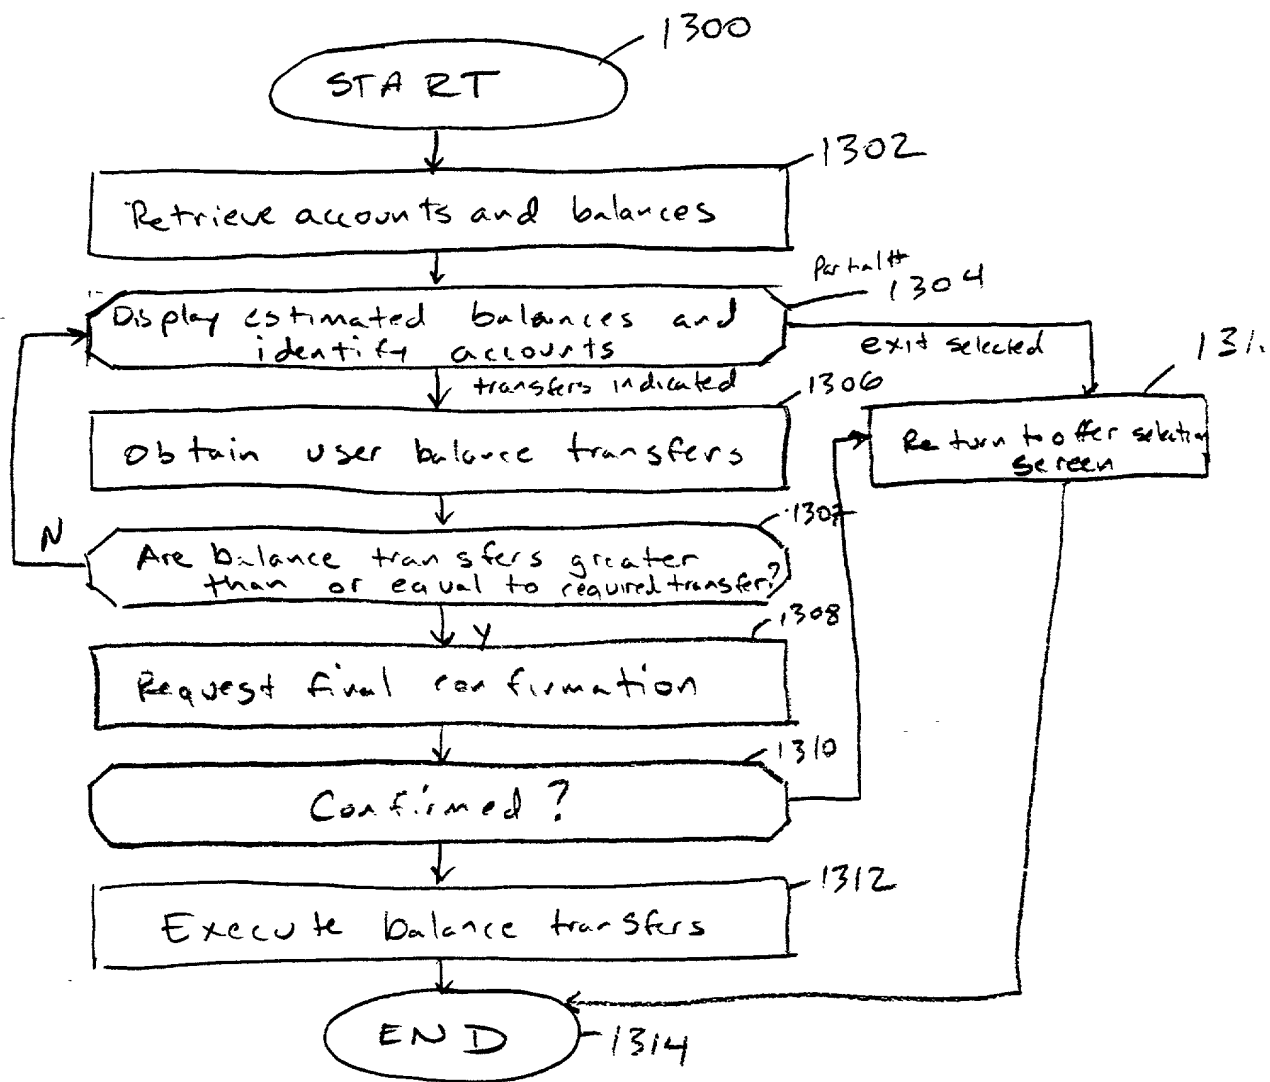 1300
START
1302
Retrieve accounts and balances
Partial #
1304
Display estimated balances and
identify accounts
exit selected
131
transfers indicated
1306
Return to offer selection
screen
Obtain user balance transfers
1307
N
Are balance transfers greater
than or equal to required transfer?
Y
1308
Request final confirmation
1310
Confirmed?
1312
Execute balance transfers
END
1314